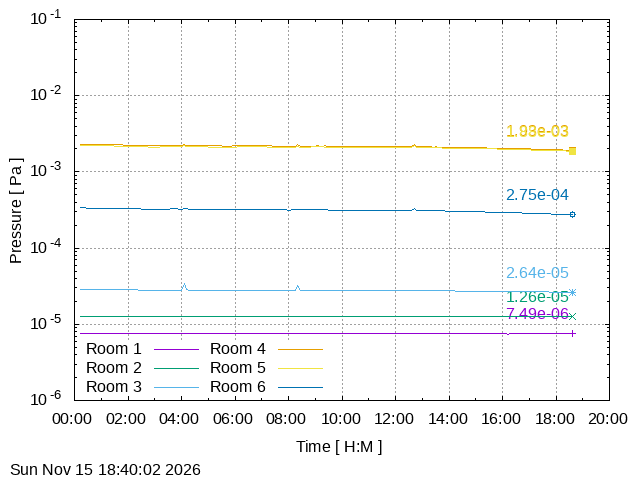 10^-1
10^-2
10^-3
10^-4
10^-5
10^-6
Pressure [ Pa ]
1.93e-03
2.75e-04
2.64e-05
1.26e-05
7.49e-06
Room 1 Room 4
Room 2 Room 5
Room 3 Room 6
00:00 02:00 04:00 06:00 08:00 10:00 12:00 14:00 16:00 18:00 20:00
Time [ H:M ]
Sun Nov 15 18:40:02 2026